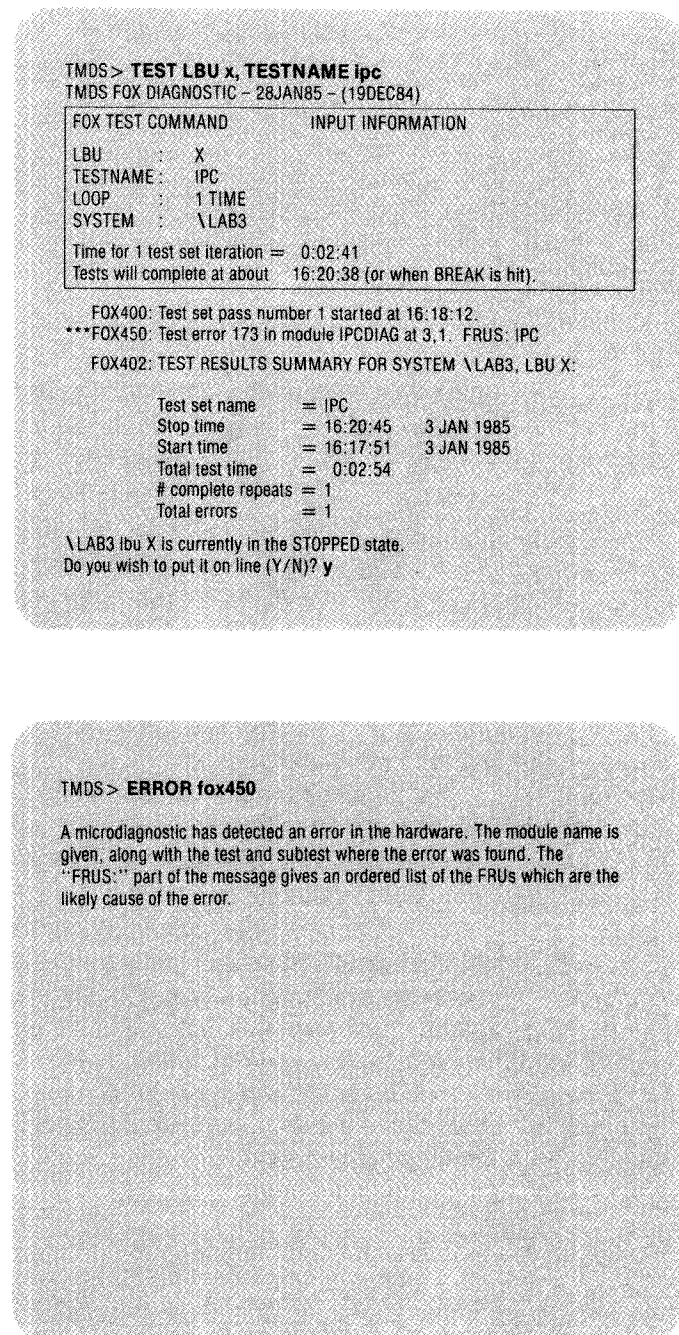 TMDS> TEST LBU x, TESTNAME ipc
TMDS FOX DIAGNOSTIC – 28JAN85 – (19DEC84)
FOX TEST COMMAND INPUT INFORMATION
LBU : X
TESTNAME : IPC
LOOP : 1 TIME
SYSTEM : \LAB3
Time for 1 test set iteration = 0:02:41
Tests will complete at about 16:20:38 (or when BREAK is hit).
FOX400: Test set pass number 1 started at 16:18:12.
***FOX450: Test error 173 in module IPCDIAG at 3,1. FRUS: IPC
FOX402: TEST RESULTS SUMMARY FOR SYSTEM \LAB3, LBU X:
Test set name = IPC
Stop time = 16:20:45 3 JAN 1985
Start time = 16:17:51 3 JAN 1985
Total test time = 0:02:54
# complete repeats = 1
Total errors = 1
\LAB3 lbu X is currently in the STOPPED state.
Do you wish to put it on line (Y/N)? y
TMDS> ERROR fox450
A microdiagnostic has detected an error in the hardware. The module name is
given, along with the test and subtest where the error was found. The
"FRUS:" part of the message gives an ordered list of the FRUs which are the
likely cause of the error.